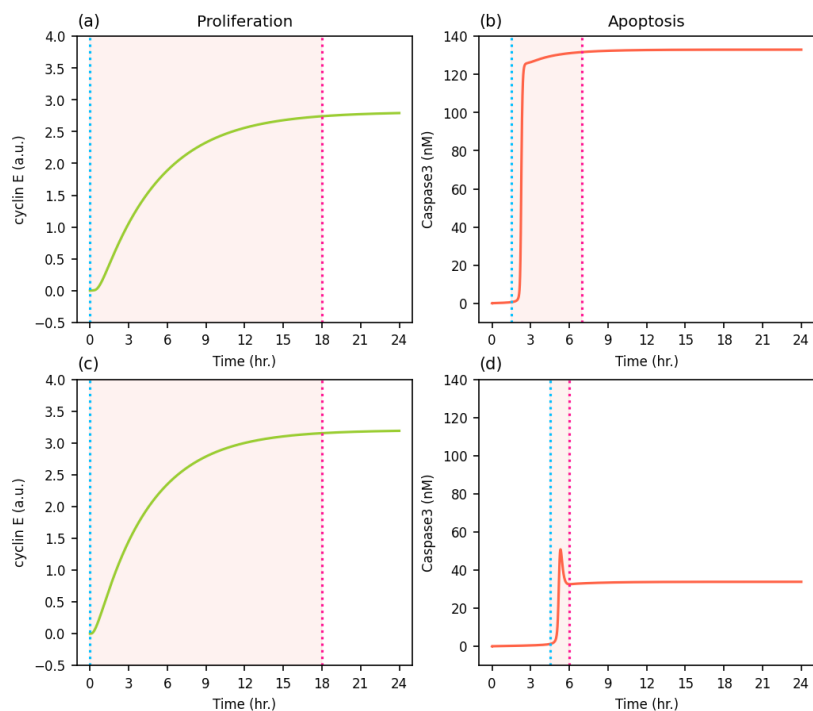 (a) Proliferation
4.0
3.5
3.0
2.5
2.0
1.5
1.0
0.5
0.0
−0.5
cyclin E (a.u.)
0 3 6 9 12 15 18 21 24
Time (hr.)
(b) Apoptosis
140
120
100
80
60
40
20
0
Caspase3 (nM)
0 3 6 9 12 15 18 21 24
Time (hr.)
(c)
4.0
3.5
3.0
2.5
2.0
1.5
1.0
0.5
0.0
−0.5
cyclin E (a.u.)
0 3 6 9 12 15 18 21 24
Time (hr.)
(d)
140
120
100
80
60
40
20
0
Caspase3 (nM)
0 3 6 9 12 15 18 21 24
Time (hr.)